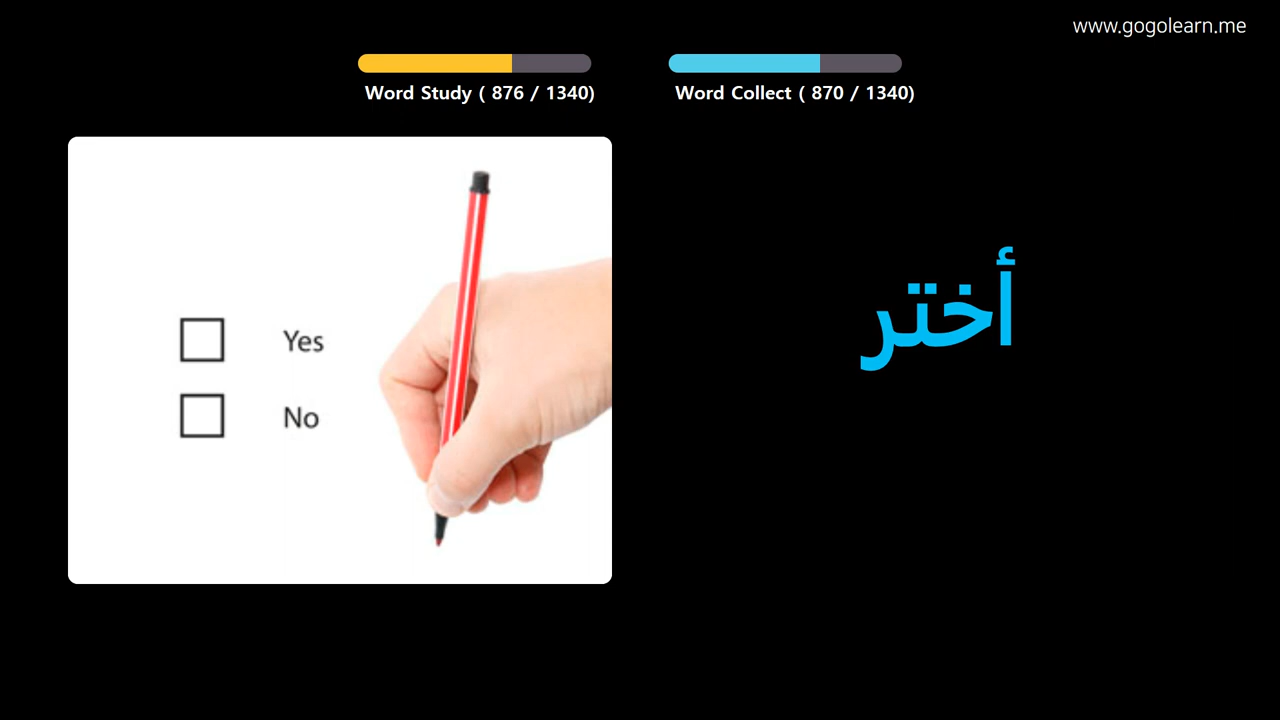 www.gogolearn.me
Word Study ( 876 / 1340)
Word Collect ( 870 / 1340)
Yes
No
أختر